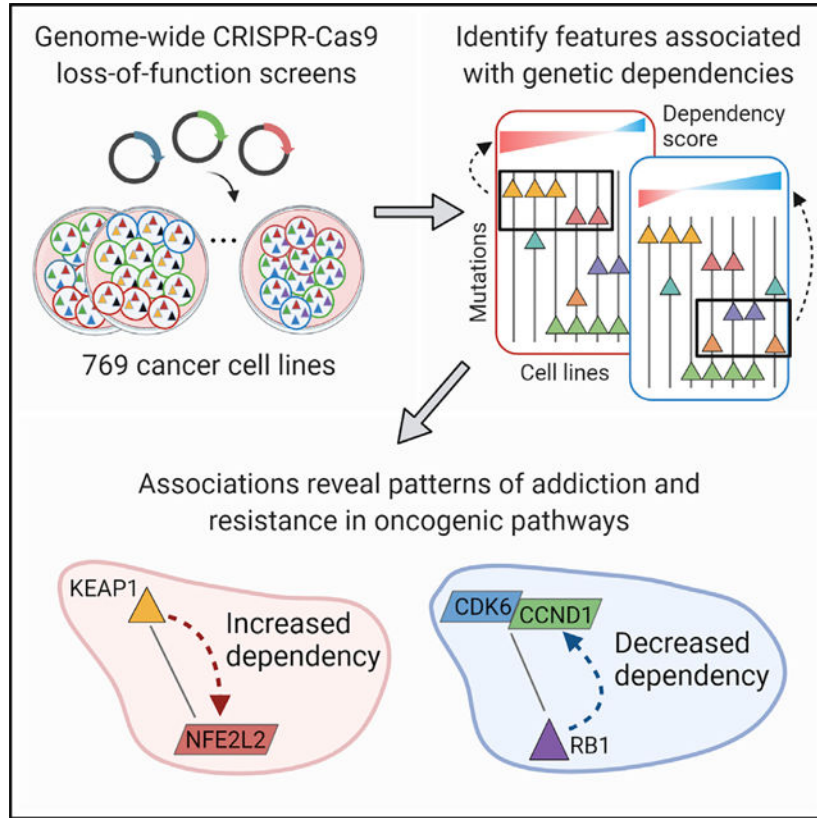 Genome-wide CRISPR-Cas9
loss-of-function screens
769 cancer cell lines
Identify features associated
with genetic dependencies
Dependency
score
Mutations
Cell lines
Associations reveal patterns of addiction and
resistance in oncogenic pathways
KEAP1
Increased
dependency
NFE2L2
CDK6
CCND1
Decreased
dependency
RB1